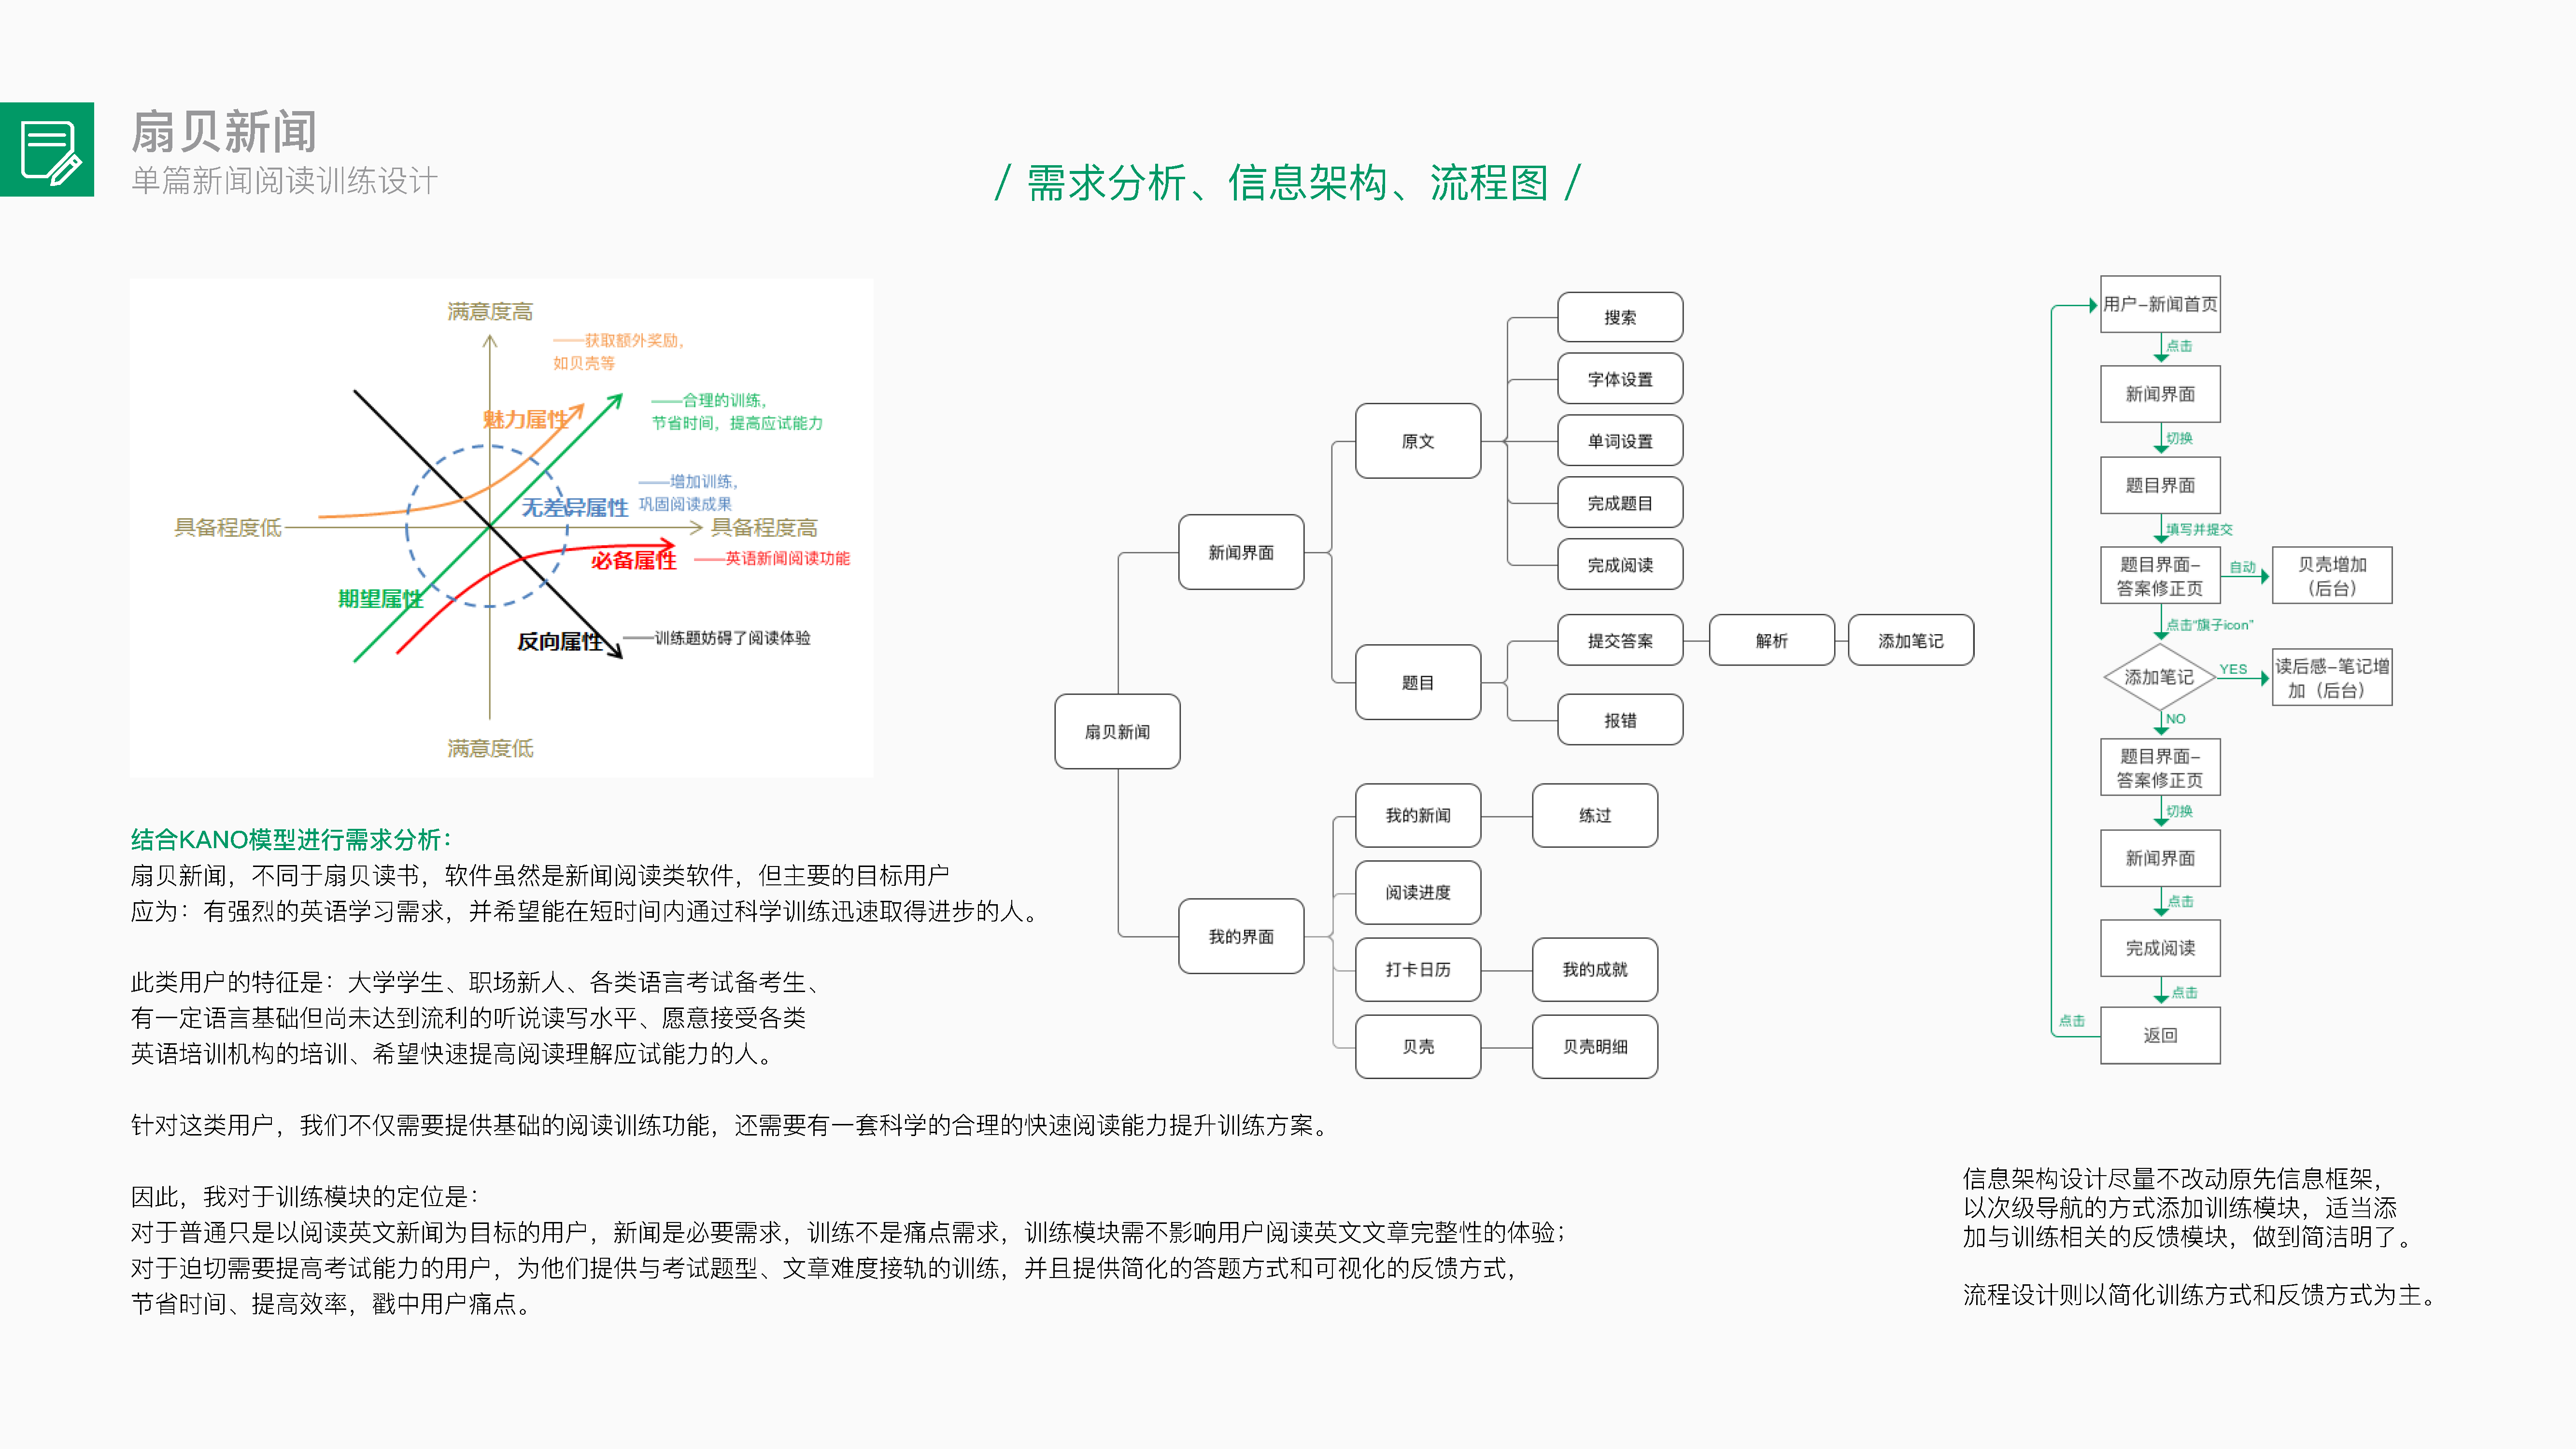 扇贝新闻
单篇新闻阅读训练设计
/ 需求分析、信息架构、流程图 /
满意度高
——获取额外奖励，
如贝壳等
魅力属性
——合理的训练，
节省时间，提高应试能力
——增加训练，
巩固阅读成果
无差异属性
具备程度低
具备程度高
必备属性
——英语新闻阅读功能
期望属性
反向属性
——训练题妨碍了阅读体验
满意度低
结合KANO模型进行需求分析：
扇贝新闻，不同于扇贝读书，软件虽然是新闻阅读类软件，但主要的目标用户
应为：有强烈的英语学习需求，并希望能在短时间内通过科学训练迅速取得进步的人。
此类用户的特征是：大学学生、职场新人、各类语言考试备考生、
有一定语言基础但尚未达到流利的听说读写水平、愿意接受各类
英语培训机构的培训、希望快速提高阅读理解应试能力的人。
针对这类用户，我们不仅需要提供基础的阅读训练功能，还需要有一套科学的合理的快速阅读能力提升训练方案。
因此，我对于训练模块的定位是：
对于普通只是以阅读英文新闻为目标的用户，新闻是必要需求，训练不是痛点需求，训练模块需不影响用户阅读英文文章完整性的体验；
对于迫切需要提高考试能力的用户，为他们提供与考试题型、文章难度接轨的训练，并且提供简化的答题方式和可视化的反馈方式，
节省时间、提高效率，戳中用户痛点。
扇贝新闻
新闻界面
原文
搜索
字体设置
单词设置
完成题目
完成阅读
题目
提交答案
解析
添加笔记
报错
我的界面
我的新闻
练过
阅读进度
打卡日历
我的成就
贝壳
贝壳明细
用户-新闻首页
点击
新闻界面
切换
题目界面
填写并提交
题目界面-
答案修正页
自动
贝壳增加
（后台）
点击“旗子icon”
添加笔记
YES
读后感-笔记增
加（后台）
NO
题目界面-
答案修正页
切换
新闻界面
点击
完成阅读
点击
返回
点击
信息架构设计尽量不改动原先信息框架，
以次级导航的方式添加训练模块，适当添
加与训练相关的反馈模块，做到简洁明了。
流程设计则以简化训练方式和反馈方式为主。